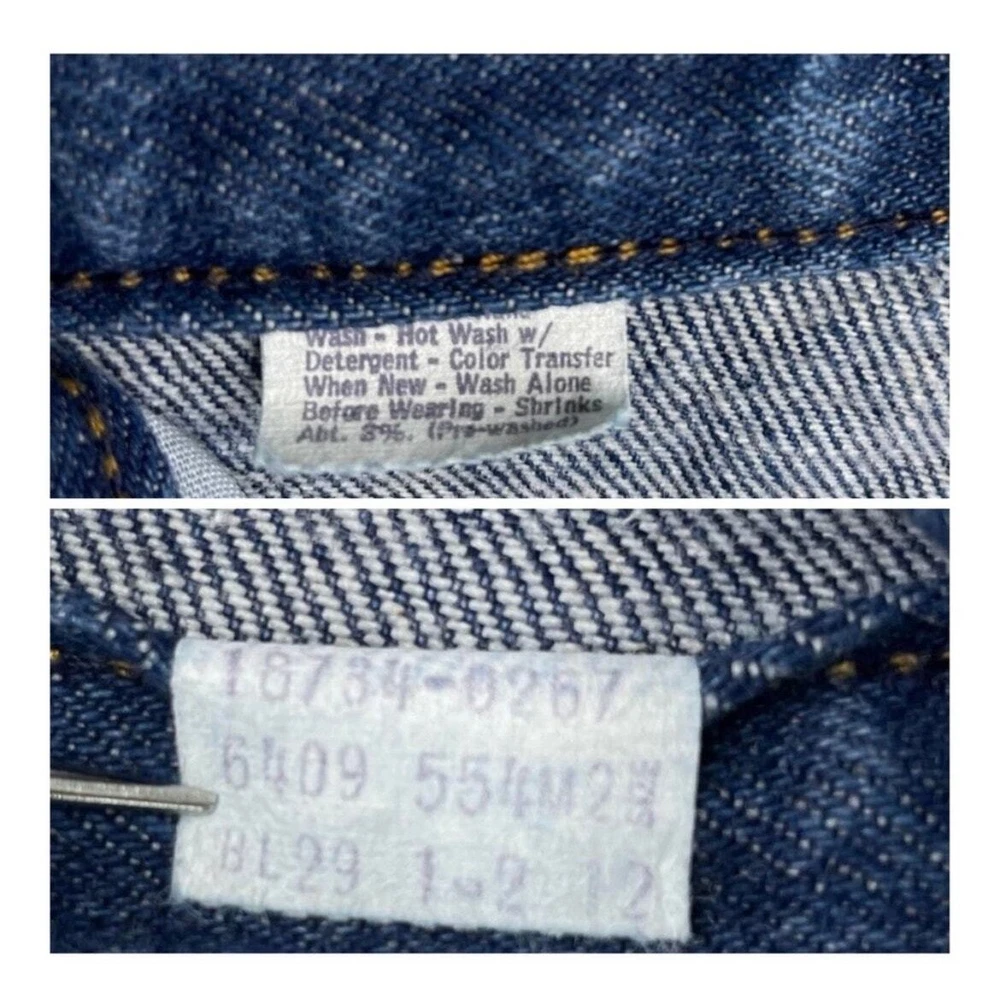 Wash - Hot Wash w/
Detergent - Color Transfer
When New - Wash Alone
Before Wearing - Shrinks
Abt. 3%. (Pre-washed)
18734-0267
6409 554M2
BL29 1-2 12